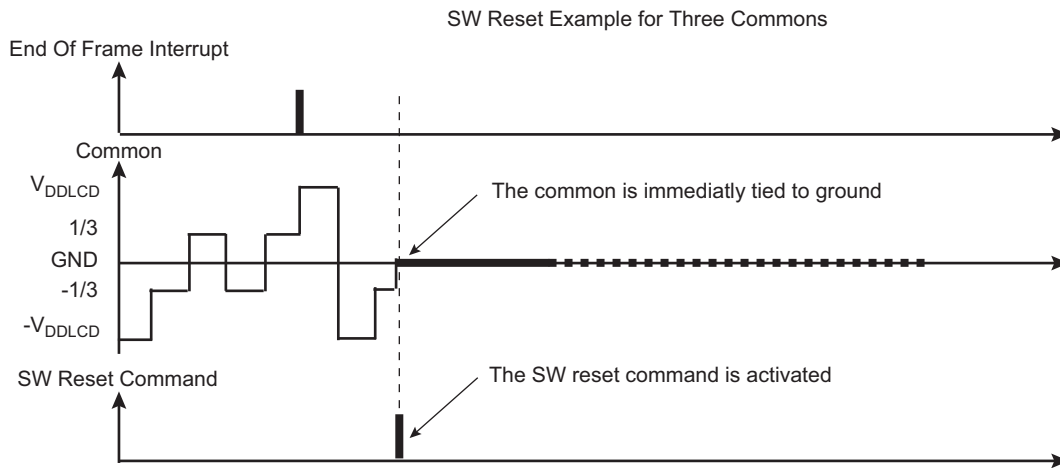 SW Reset Example for Three Commons
End Of Frame Interrupt
Common
VDDLCD
The common is immediatly tied to ground
1/3
GND
-1/3
-VDDLCD
SW Reset Command
The SW reset command is activated